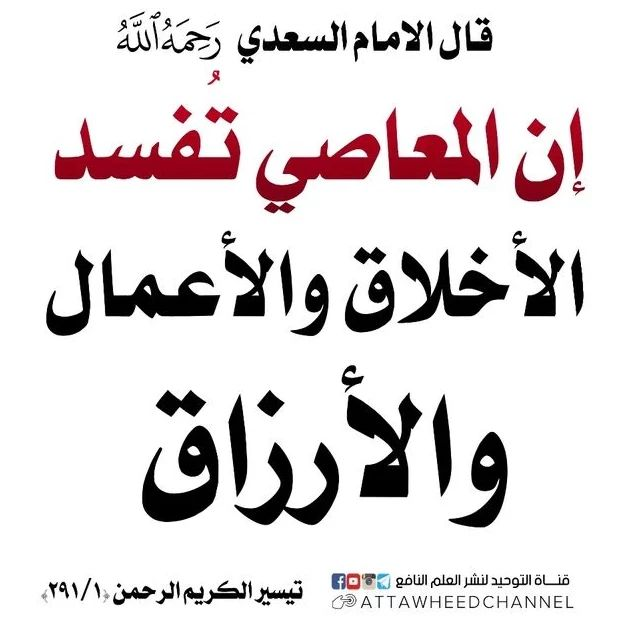 قال الامام السعدي رَحِمَهُ ٱللَّٰهُ
إن المعاصي تُفسد
الأخلاق والأعمال
والأرزاق
قناة التوحيد لنشر العلم النافع
ATTAWHEEDCHANNEL
تيسير الكريم الرحمن ﴿١/٢٩١﴾